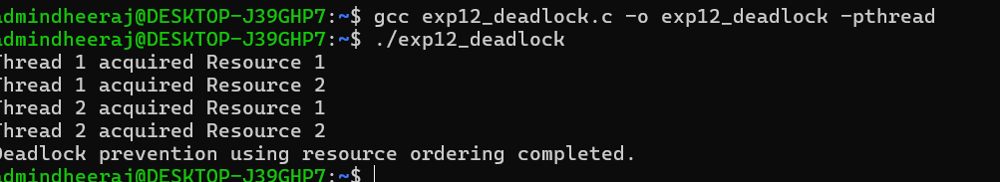 admindheeraj@DESKTOP-J39GHP7:~$ gcc exp12_deadlock.c -o exp12_deadlock -pthread
admindheeraj@DESKTOP-J39GHP7:~$ ./exp12_deadlock
Thread 1 acquired Resource 1
Thread 1 acquired Resource 2
Thread 2 acquired Resource 1
Thread 2 acquired Resource 2
Deadlock prevention using resource ordering completed.
admindheeraj@DESKTOP-J39GHP7:~$